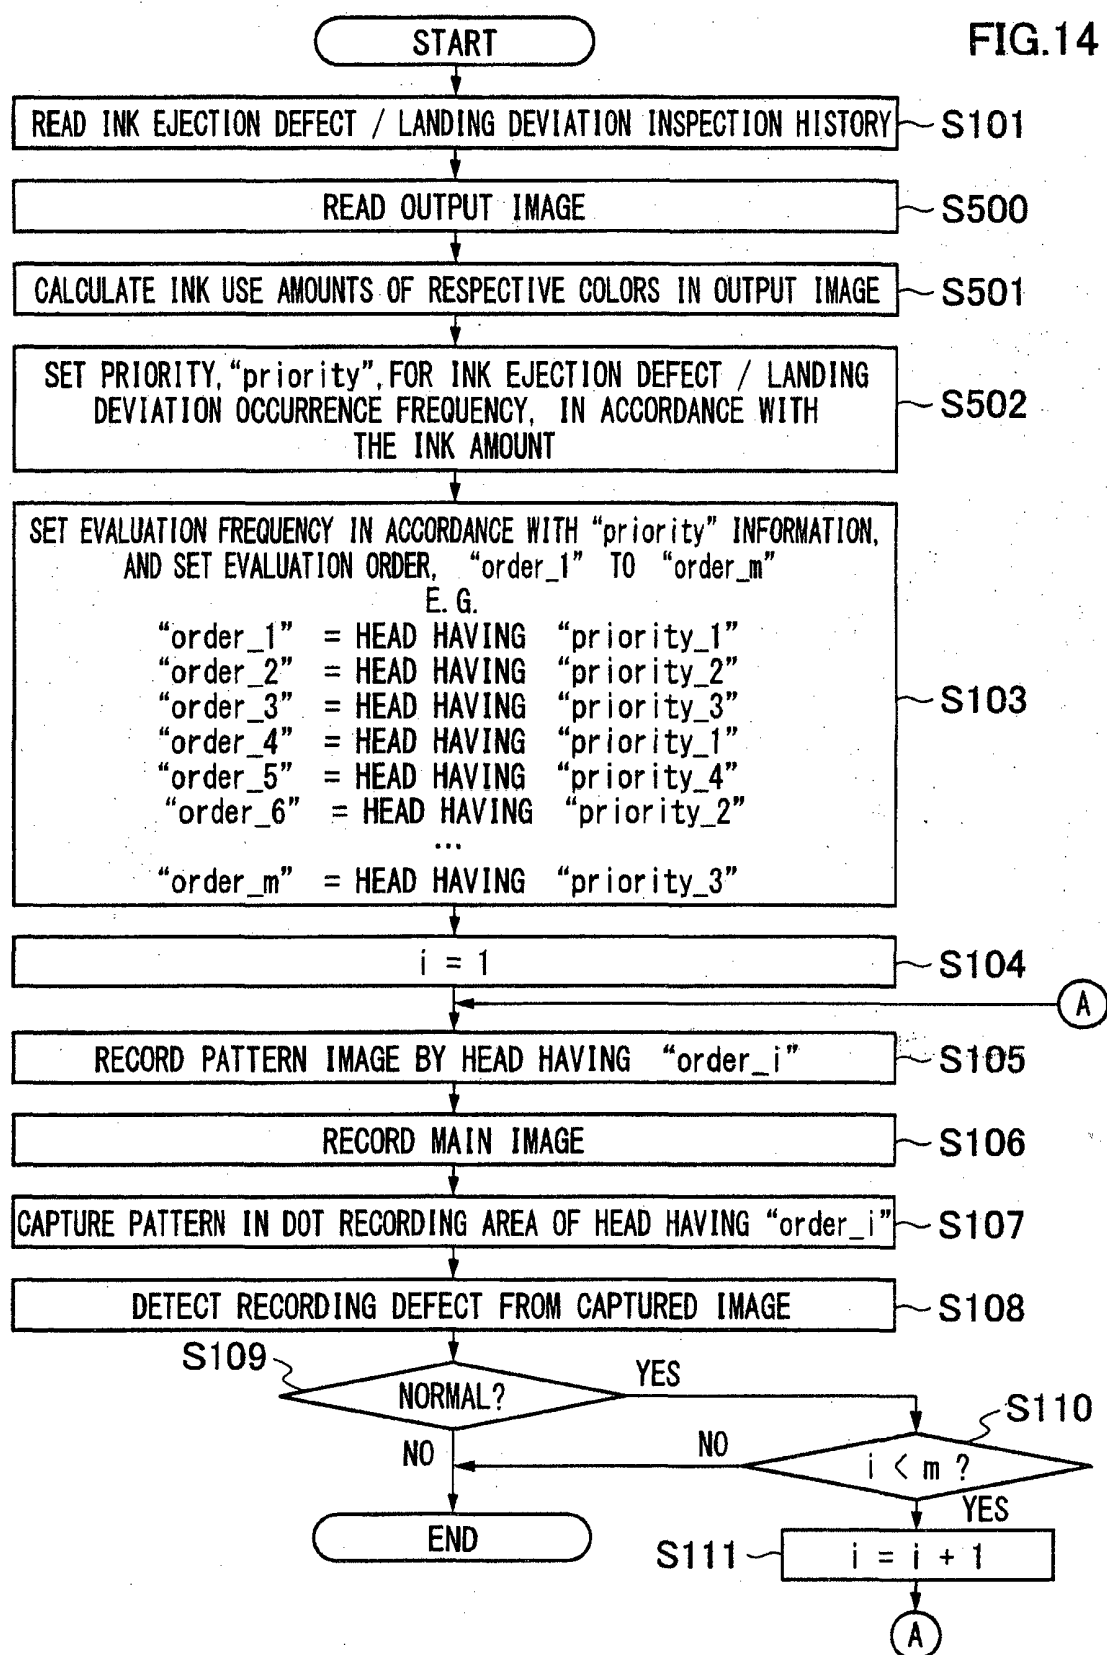 FIG.14
START
READ INK EJECTION DEFECT / LANDING DEVIATION INSPECTION HISTORY
S101
READ OUTPUT IMAGE
S500
CALCULATE INK USE AMOUNTS OF RESPECTIVE COLORS IN OUTPUT IMAGE
S501
SET PRIORITY, “priority”, FOR INK EJECTION DEFECT / LANDING
DEVIATION OCCURRENCE FREQUENCY, IN ACCORDANCE WITH
THE INK AMOUNT
S502
SET EVALUATION FREQUENCY IN ACCORDANCE WITH “priority” INFORMATION,
AND SET EVALUATION ORDER, “order_1” TO “order_m”
E.G.
“order_1” = HEAD HAVING “priority_1”
“order_2” = HEAD HAVING “priority_2”
“order_3” = HEAD HAVING “priority_3”
“order_4” = HEAD HAVING “priority_1”
“order_5” = HEAD HAVING “priority_4”
“order_6” = HEAD HAVING “priority_2”
...
“order_m” = HEAD HAVING “priority_3”
S103
i = 1
S104
A
RECORD PATTERN IMAGE BY HEAD HAVING “order_i”
S105
RECORD MAIN IMAGE
S106
CAPTURE PATTERN IN DOT RECORDING AREA OF HEAD HAVING “order_i”
S107
DETECT RECORDING DEFECT FROM CAPTURED IMAGE
S108
S109
NORMAL?
YES
S110
NO
NO
i < m ?
YES
END
S111
i = i + 1
A